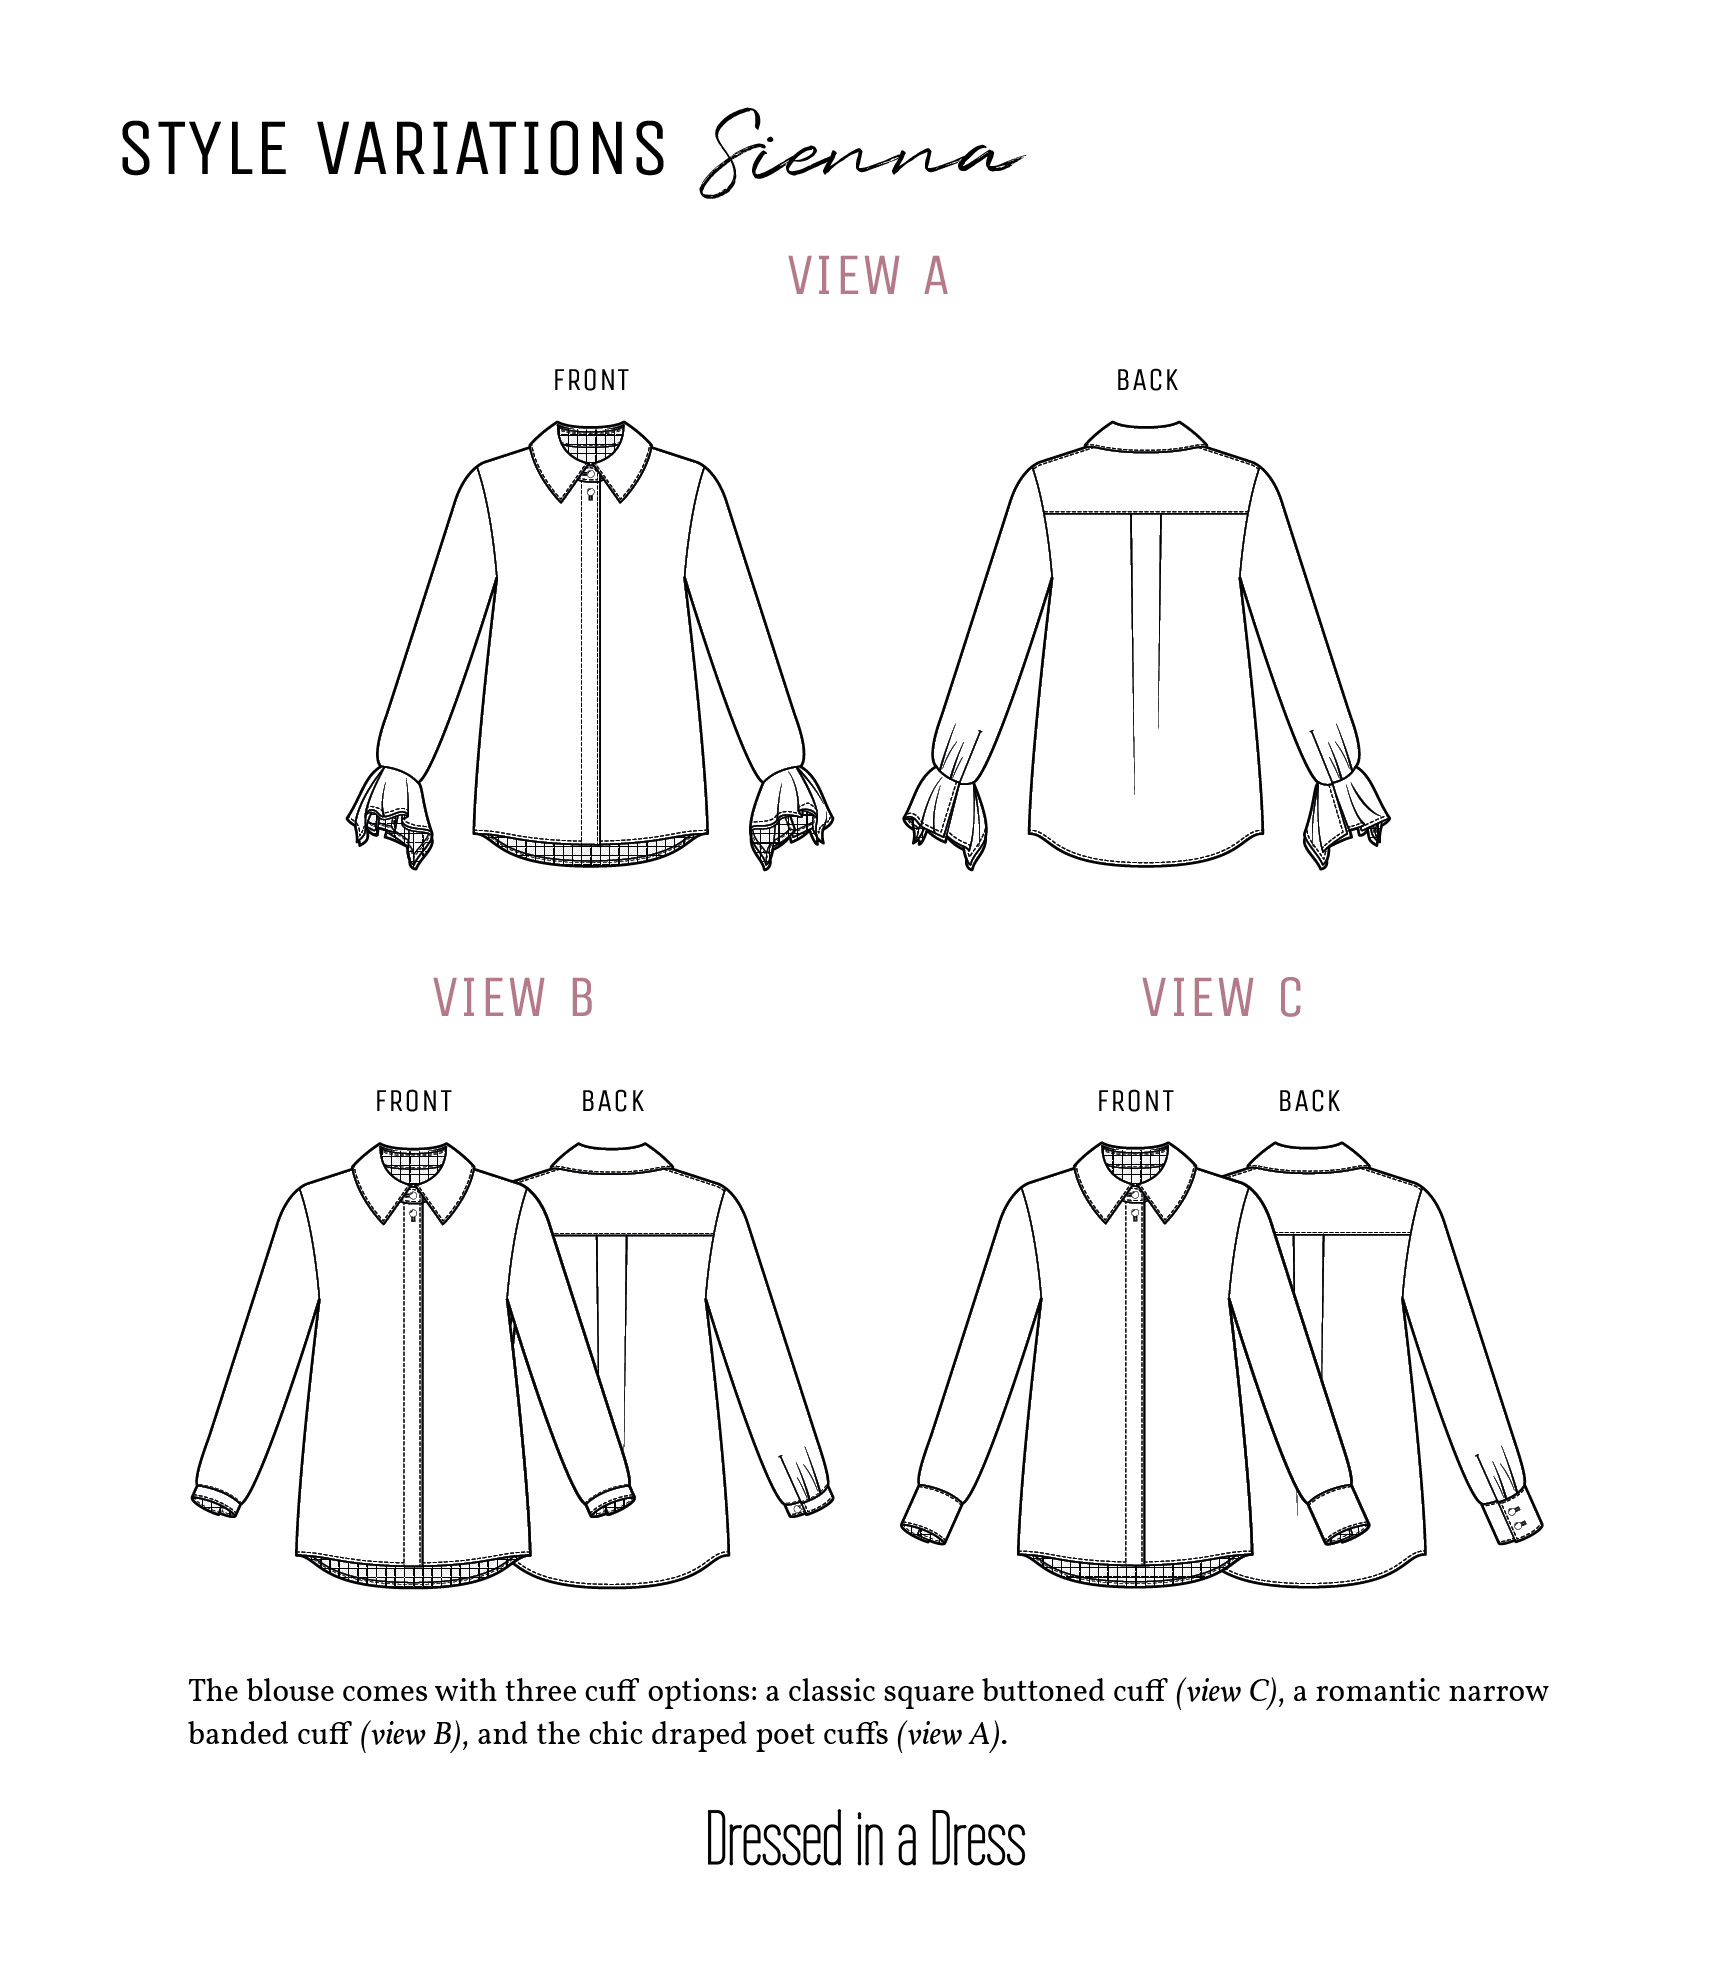 STYLE VARIATIONS Sienna
VIEW A
FRONT BACK
VIEW B VIEW C
FRONT BACK FRONT BACK
The blouse comes with three cuff options: a classic square buttoned cuff (view C), a romantic narrow
banded cuff (view B), and the chic draped poet cuffs (view A).
Dressed in a Dress